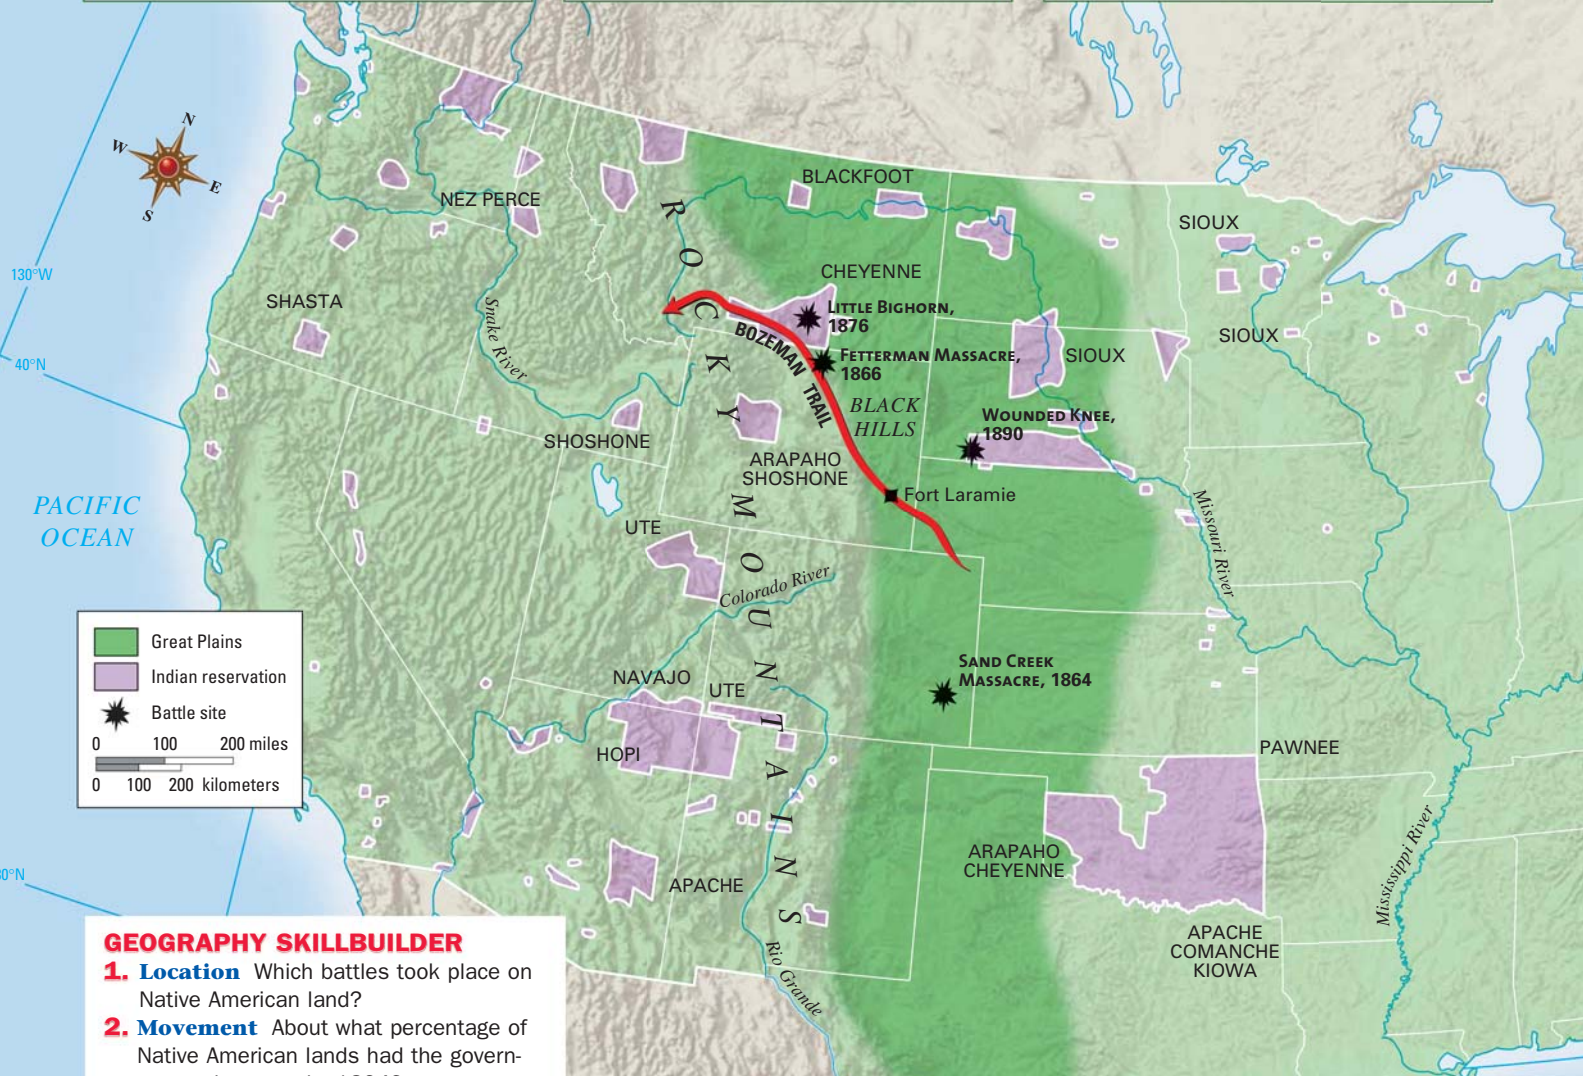 N
W
E
S
130°W
40°N
30°N
PACIFIC
OCEAN
NEZ PERCE
SHASTA
Snake River
SHOSHONE
UTE
ROCKY MOUNTAINS
BLACKFOOT
CHEYENNE
LITTLE BIGHORN,
1876
BOZEMAN TRAIL
FETTERMAN MASSACRE,
1866
BLACK
HILLS
SIOUX
SIOUX
SIOUX
WOUNDED KNEE,
1890
ARAPAHO
SHOSHONE
Fort Laramie
Missouri River
Colorado River
SAND CREEK
MASSACRE, 1864
NAVAJO
UTE
HOPI
APACHE
Rio Grande
PAWNEE
ARAPAHO
CHEYENNE
APACHE
COMANCHE
KIOWA
Mississippi River
Great Plains
Indian reservation
Battle site
0 100 200 miles
0 100 200 kilometers
GEOGRAPHY SKILLBUILDER
1. Location Which battles took place on
Native American land?
2. Movement About what percentage of
Native American lands had the govern-